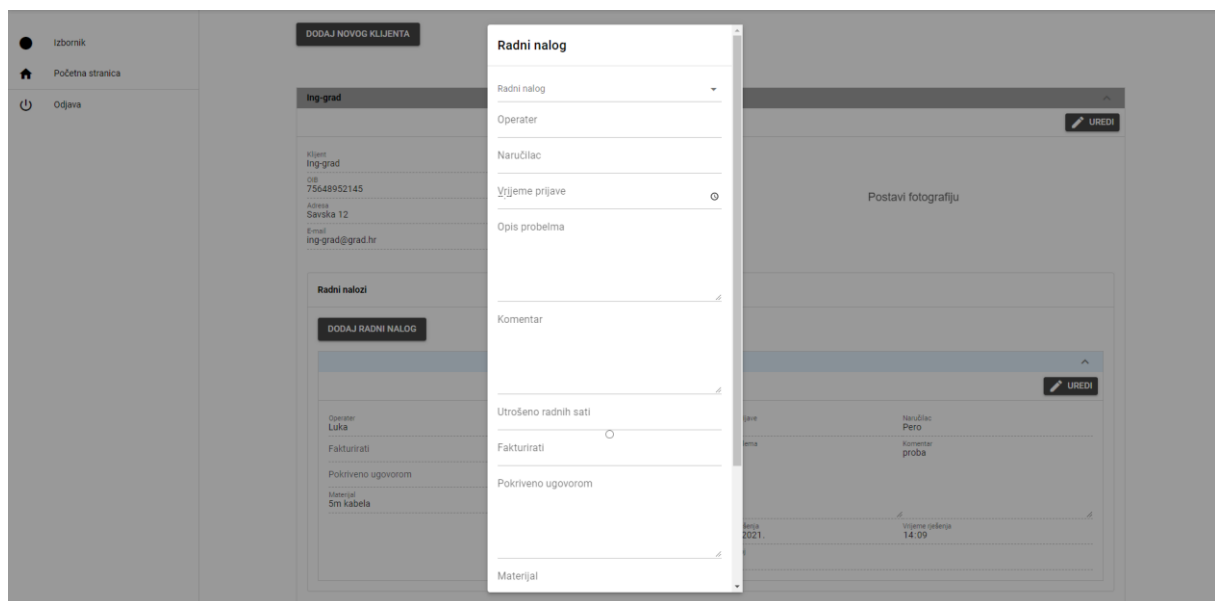 Izbornik
Početna stranica
Odjava
DODAJ NOVOG KLIJENTA
Ing-grad
UREDI
Klijent
Ing-grad
OIB
75648952145
Adresa
Savska 12
E-mail
ing-grad@grad.hr
Postavi fotografiju
Radni nalozi
DODAJ RADNI NALOG
UREDI
Operater
Luka
Fakturirati
Pokriveno ugovorom
Materijal
5m kabela
Naručilac
Pero
Komentar
proba
2021.
Vrijeme rješenja
14:09
Radni nalog
Radni nalog
Operater
Naručilac
Vrijeme prijave
Opis probelma
Komentar
Utrošeno radnih sati
Fakturirati
Pokriveno ugovorom
Materijal